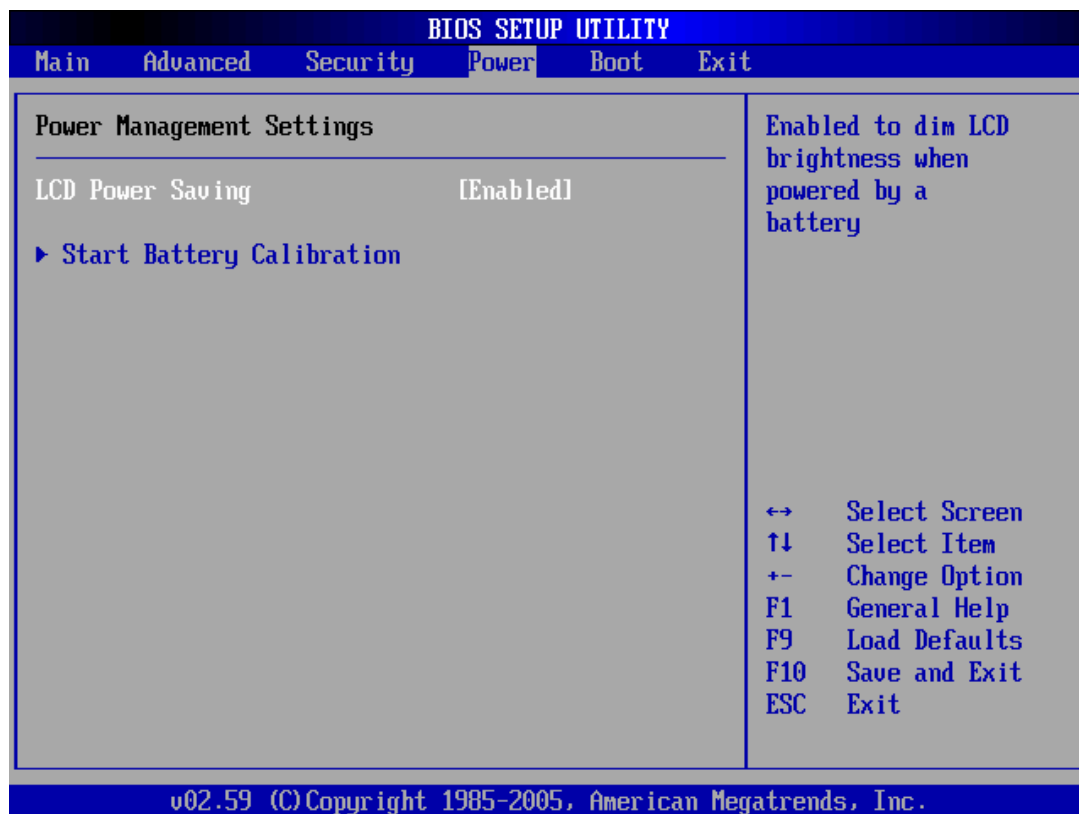 BIOS SETUP UTILITY
Main Advanced Security Power Boot Exit
Power Management Settings
LCD Power Saving [Enabled]
▶ Start Battery Calibration
Enabled to dim LCD
brightness when
powered by a
battery
←→ Select Screen
↑↓ Select Item
+- Change Option
F1 General Help
F9 Load Defaults
F10 Save and Exit
ESC Exit
v02.59 (C)Copyright 1985-2005, American Megatrends, Inc.